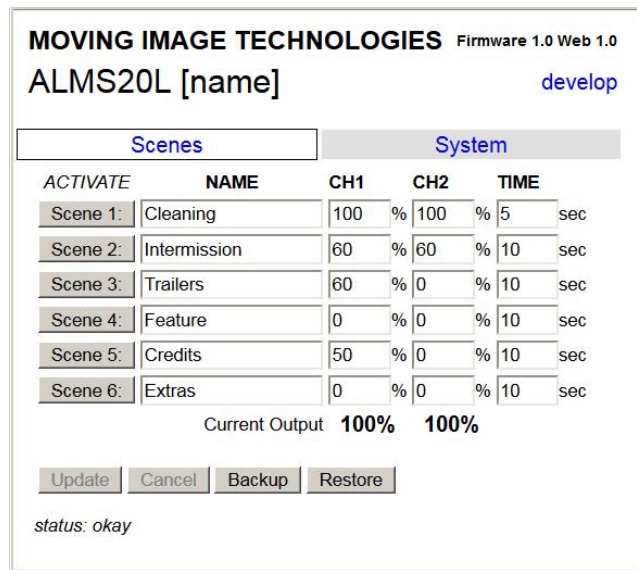 MOVING IMAGE TECHNOLOGIES Firmware 1.0 Web 1.0
ALMS20L [name] develop
Scenes System
ACTIVATE NAME CH1 CH2 TIME
Scene 1: Cleaning 100 % 100 % 5 sec
Scene 2: Intermission 60 % 60 % 10 sec
Scene 3: Trailers 60 % 0 % 10 sec
Scene 4: Feature 0 % 0 % 10 sec
Scene 5: Credits 50 % 0 % 10 sec
Scene 6: Extras 0 % 0 % 10 sec
Current Output 100% 100%
Update Cancel Backup Restore
status: okay